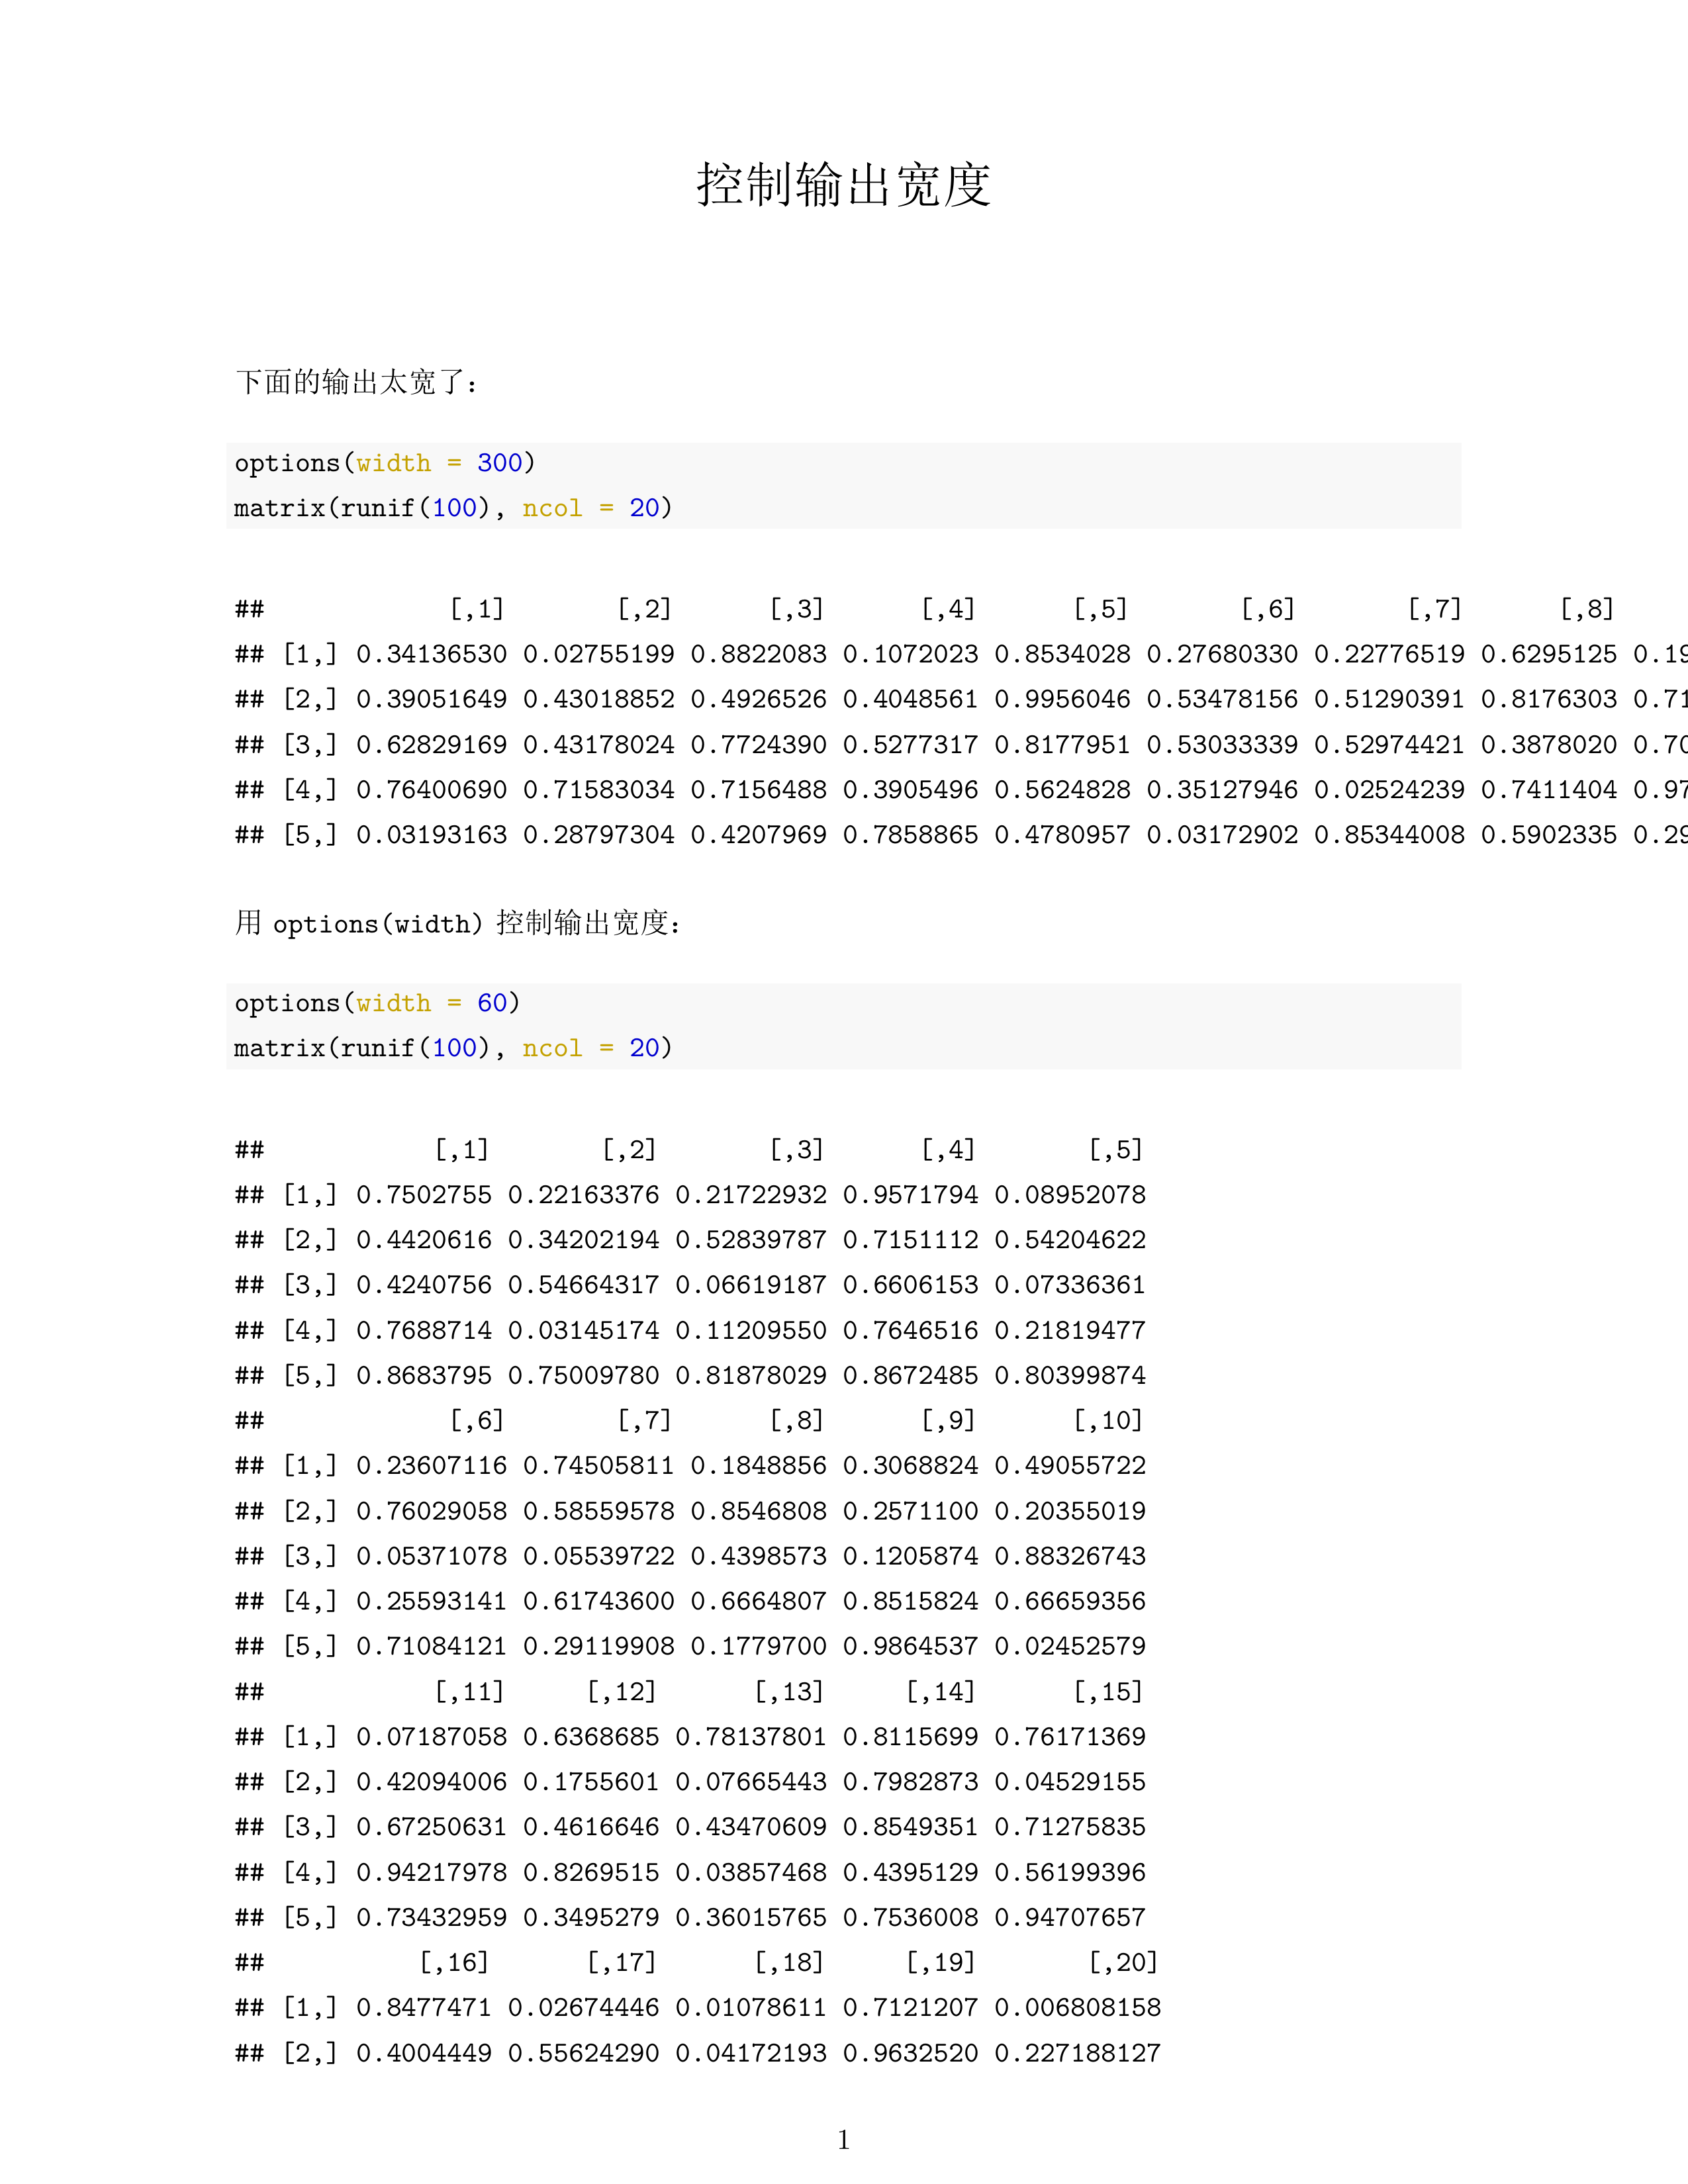 控制输出宽度
下面的输出太宽了：
options(width = 300)
matrix(runif(100), ncol = 20)
##            [,1]       [,2]      [,3]      [,4]      [,5]       [,6]       [,7]      [,8]
## [1,] 0.34136530 0.02755199 0.8822083 0.1072023 0.8534028 0.27680330 0.22776519 0.6295125 0.19
## [2,] 0.39051649 0.43018852 0.4926526 0.4048561 0.9956046 0.53478156 0.51290391 0.8176303 0.71
## [3,] 0.62829169 0.43178024 0.7724390 0.5277317 0.8177951 0.53033339 0.52974421 0.3878020 0.70
## [4,] 0.76400690 0.71583034 0.7156488 0.3905496 0.5624828 0.35127946 0.02524239 0.7411404 0.97
## [5,] 0.03193163 0.28797304 0.4207969 0.7858865 0.4780957 0.03172902 0.85344008 0.5902335 0.29
用 options(width) 控制输出宽度：
options(width = 60)
matrix(runif(100), ncol = 20)
##           [,1]       [,2]       [,3]      [,4]       [,5]
## [1,] 0.7502755 0.22163376 0.21722932 0.9571794 0.08952078
## [2,] 0.4420616 0.34202194 0.52839787 0.7151112 0.54204622
## [3,] 0.4240756 0.54664317 0.06619187 0.6606153 0.07336361
## [4,] 0.7688714 0.03145174 0.11209550 0.7646516 0.21819477
## [5,] 0.8683795 0.75009780 0.81878029 0.8672485 0.80399874
##            [,6]       [,7]      [,8]      [,9]      [,10]
## [1,] 0.23607116 0.74505811 0.1848856 0.3068824 0.49055722
## [2,] 0.76029058 0.58559578 0.8546808 0.2571100 0.20355019
## [3,] 0.05371078 0.05539722 0.4398573 0.1205874 0.88326743
## [4,] 0.25593141 0.61743600 0.6664807 0.8515824 0.66659356
## [5,] 0.71084121 0.29119908 0.1779700 0.9864537 0.02452579
##           [,11]     [,12]      [,13]     [,14]      [,15]
## [1,] 0.07187058 0.6368685 0.78137801 0.8115699 0.76171369
## [2,] 0.42094006 0.1755601 0.07665443 0.7982873 0.04529155
## [3,] 0.67250631 0.4616646 0.43470609 0.8549351 0.71275835
## [4,] 0.94217978 0.8269515 0.03857468 0.4395129 0.56199396
## [5,] 0.73432959 0.3495279 0.36015765 0.7536008 0.94707657
##          [,16]      [,17]      [,18]     [,19]       [,20]
## [1,] 0.8477471 0.02674446 0.01078611 0.7121207 0.006808158
## [2,] 0.4004449 0.55624290 0.04172193 0.9632520 0.227188127
1